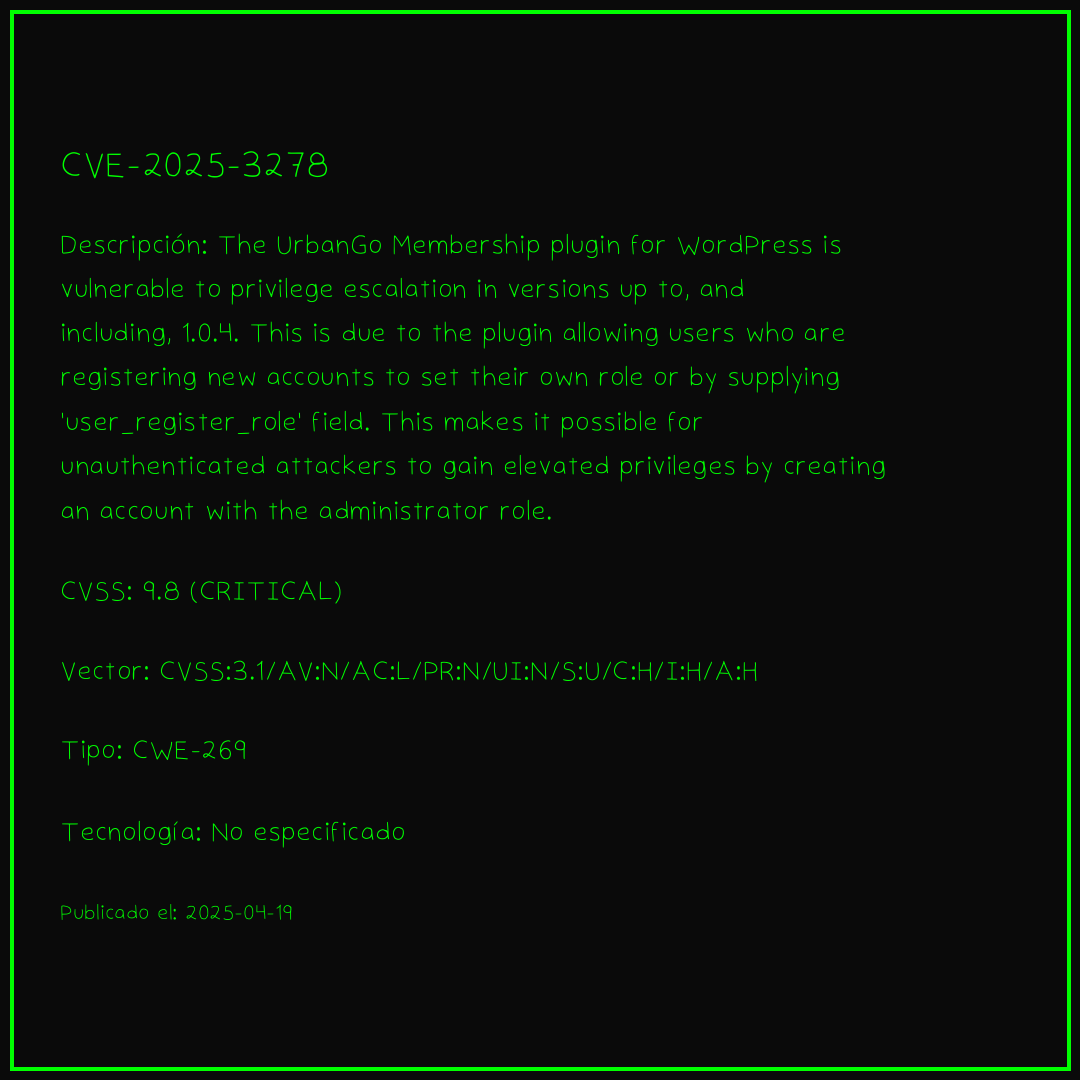 CVE-2025-3278
Descripción: The UrbanGo Membership plugin for WordPress is
vulnerable to privilege escalation in versions up to, and
including, 1.0.4. This is due to the plugin allowing users who are
registering new accounts to set their own role or by supplying
'user_register_role' field. This makes it possible for
unauthenticated attackers to gain elevated privileges by creating
an account with the administrator role.
CVSS: 9.8 (CRITICAL)
Vector: CVSS:3.1/AV:N/AC:L/PR:N/UI:N/S:U/C:H/I:H/A:H
Tipo: CWE-269
Tecnología: No especificado
Publicado el: 2025-04-19